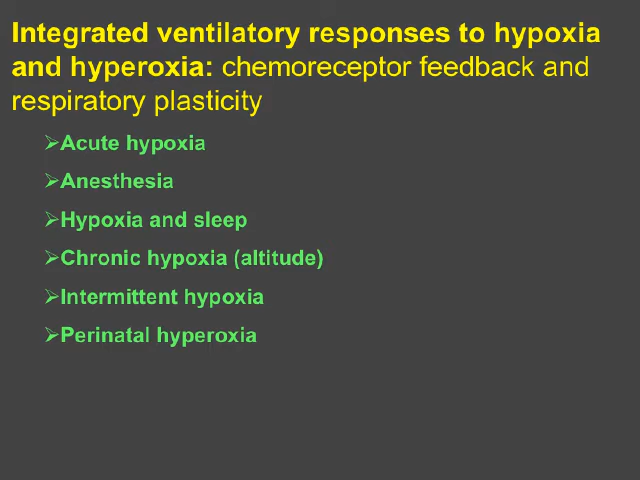 Integrated ventilatory responses to hypoxia
and hyperoxia: chemoreceptor feedback and
respiratory plasticity
➢Acute hypoxia
➢Anesthesia
➢Hypoxia and sleep
➢Chronic hypoxia (altitude)
➢Intermittent hypoxia
➢Perinatal hyperoxia